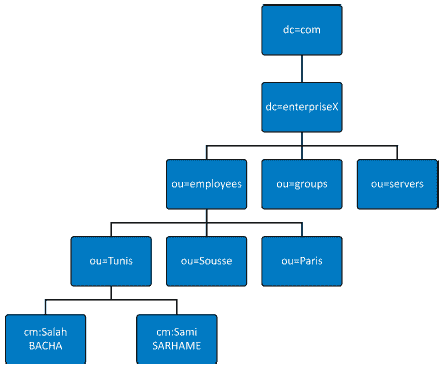 dc=com
dc=enterpriseX
ou=employees
ou=groups
ou=servers
ou=Tunis
ou=Sousse
ou=Paris
cm:Salah
BACHA
cm:Sami
SARHAME